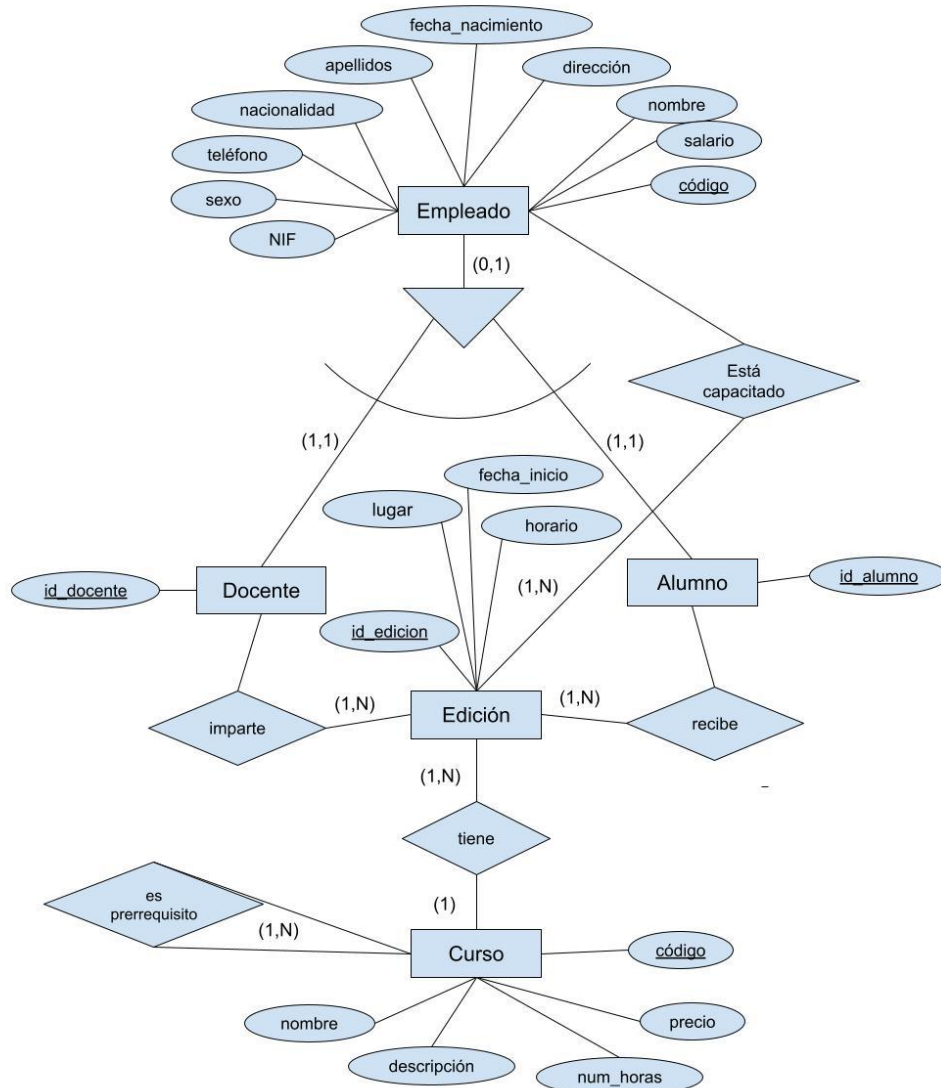 fecha_nacimiento
apellidos
dirección
nacionalidad
nombre
teléfono
salario
sexo
código
NIF
Empleado
(0,1)
Está
capacitado
(1,1)
(1,1)
fecha_inicio
lugar
horario
(1,N)
id_docente
Docente
Alumno
id_alumno
id_edicion
imparte
(1,N)
Edición
(1,N)
recibe
(1,N)
tiene
es
prerrequisito
(1,N)
(1)
Curso
código
nombre
precio
descripción
num_horas